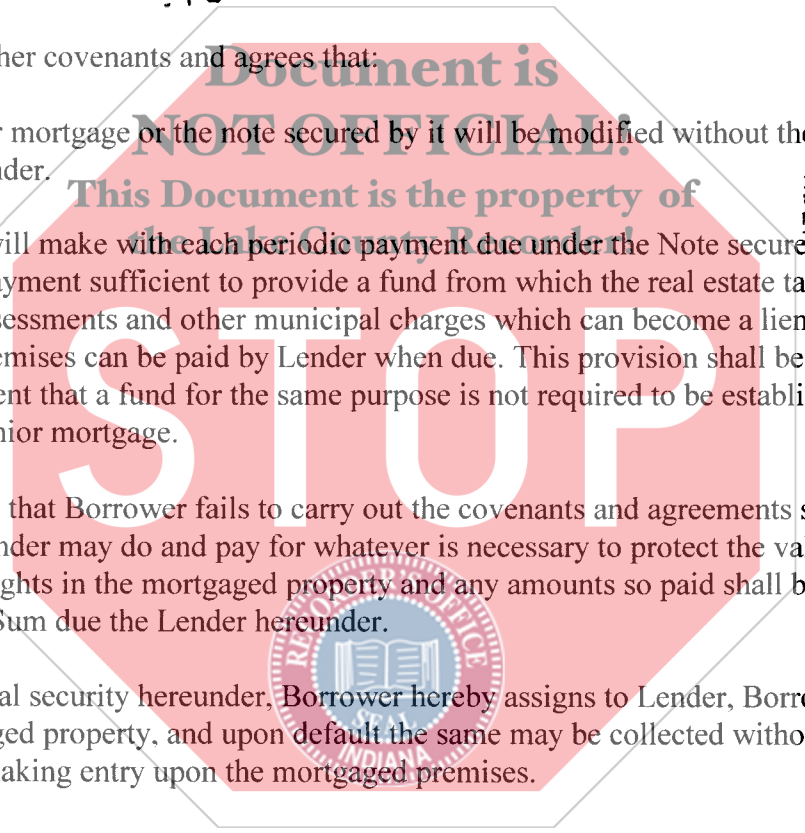 her covenants and agrees that:
Document is
mortgage or the note secured by it will be modified without the
NOT OFFICIAL!
nder.
This Document is the property of
the Lake County Recorder!
vill make with each periodic payment due under the Note secure
ayment sufficient to provide a fund from which the real estate ta
sessments and other municipal charges which can become a lien
emises can be paid by Lender when due. This provision shall be
ent that a fund for the same purpose is not required to be establi
nior mortgage.
STOP
that Borrower fails to carry out the covenants and agreements s
nder may do and pay for whatever is necessary to protect the va
ghts in the mortgaged property and any amounts so paid shall b
Sum due the Lender hereunder.
RECORDER'S OFFICE
SEAL
INDIANA
al security hereunder, Borrower hereby assigns to Lender, Borro
ged property, and upon default the same may be collected witho
aking entry upon the mortgaged premises.